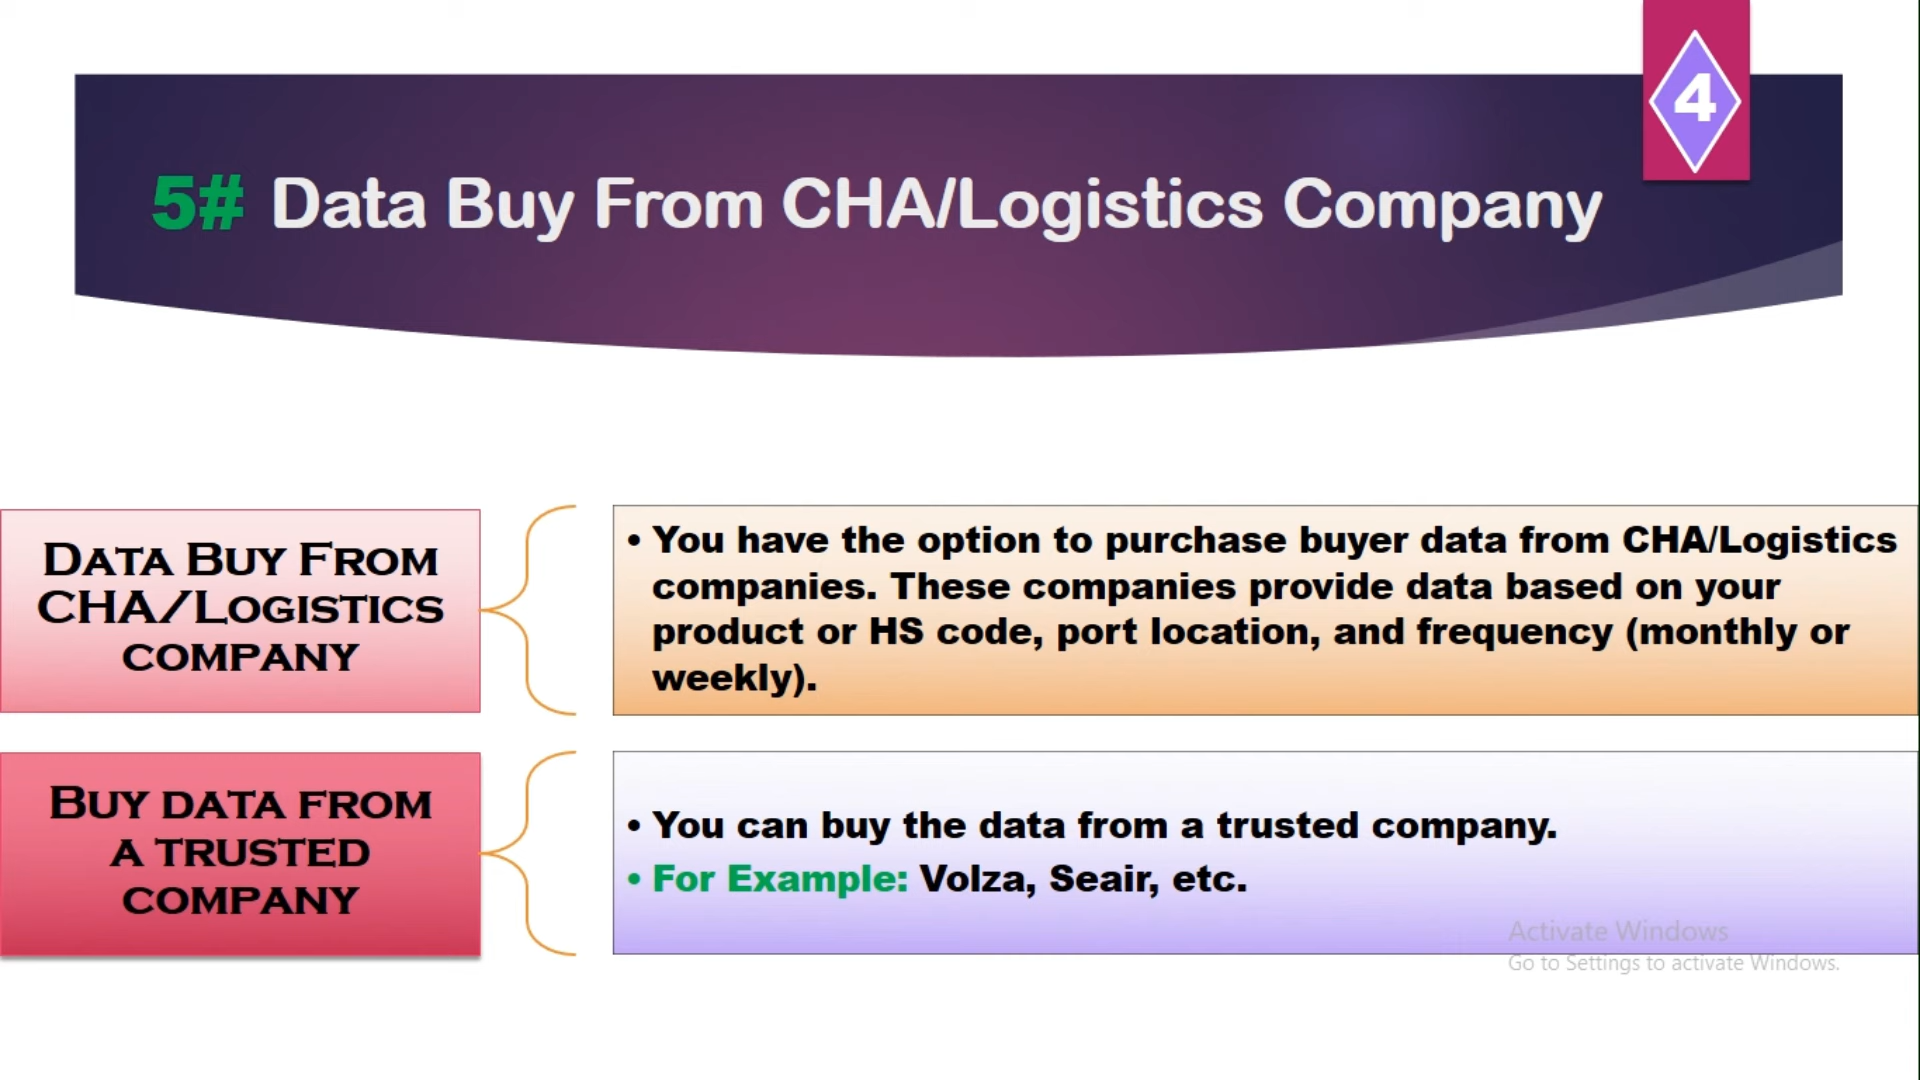 4
5# Data Buy From CHA/Logistics Company
Data Buy From
CHA/Logistics
company
• You have the option to purchase buyer data from CHA/Logistics
companies. These companies provide data based on your
product or HS code, port location, and frequency (monthly or
weekly).
Buy data from
a trusted
company
• You can buy the data from a trusted company.
• For Example: Volza, Seair, etc.
Activate Windows
Go to Settings to activate Windows.